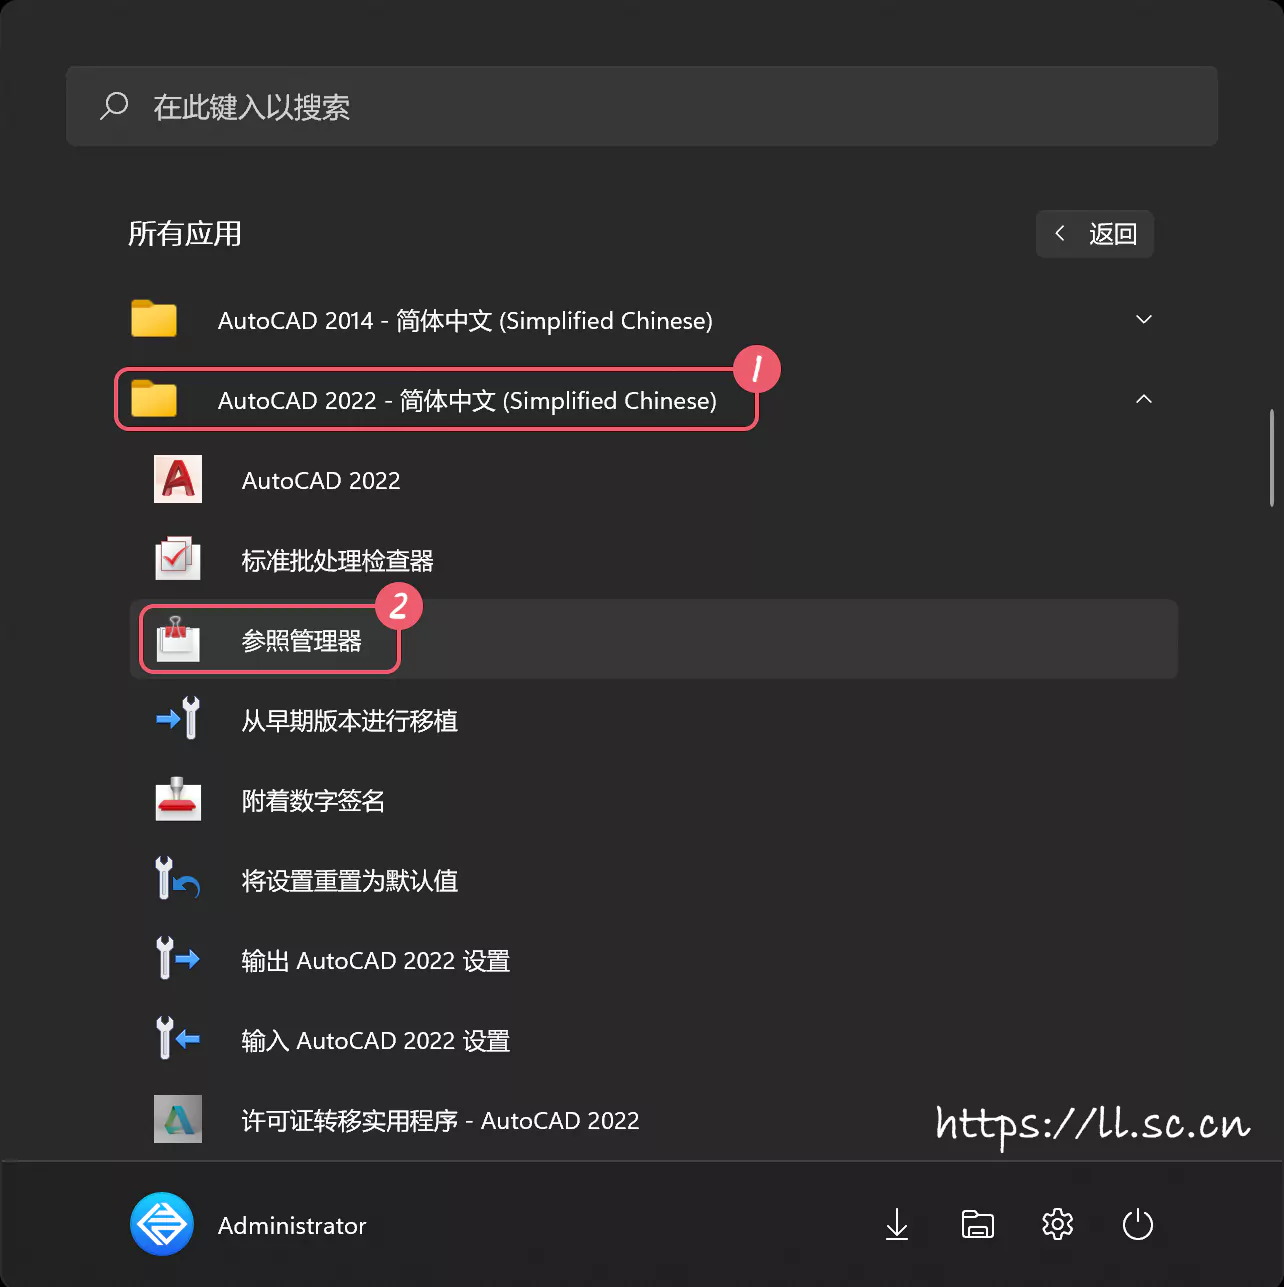 在此键入以搜索
所有应用
返回
AutoCAD 2014 - 简体中文 (Simplified Chinese)
1
AutoCAD 2022 - 简体中文 (Simplified Chinese)
AutoCAD 2022
标准批处理检查器
2
参照管理器
从早期版本进行移植
附着数字签名
将设置重置为默认值
输出 AutoCAD 2022 设置
输入 AutoCAD 2022 设置
许可证转移实用程序 - AutoCAD 2022
https://ll.sc.cn
Administrator